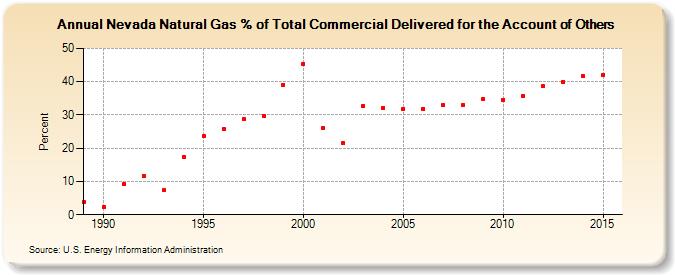 Annual Nevada Natural Gas % of Total Commercial Delivered for the Account of Others
Percent
50
40
30
20
10
0
1990 1995 2000 2005 2010 2015
Source: U.S. Energy Information Administration